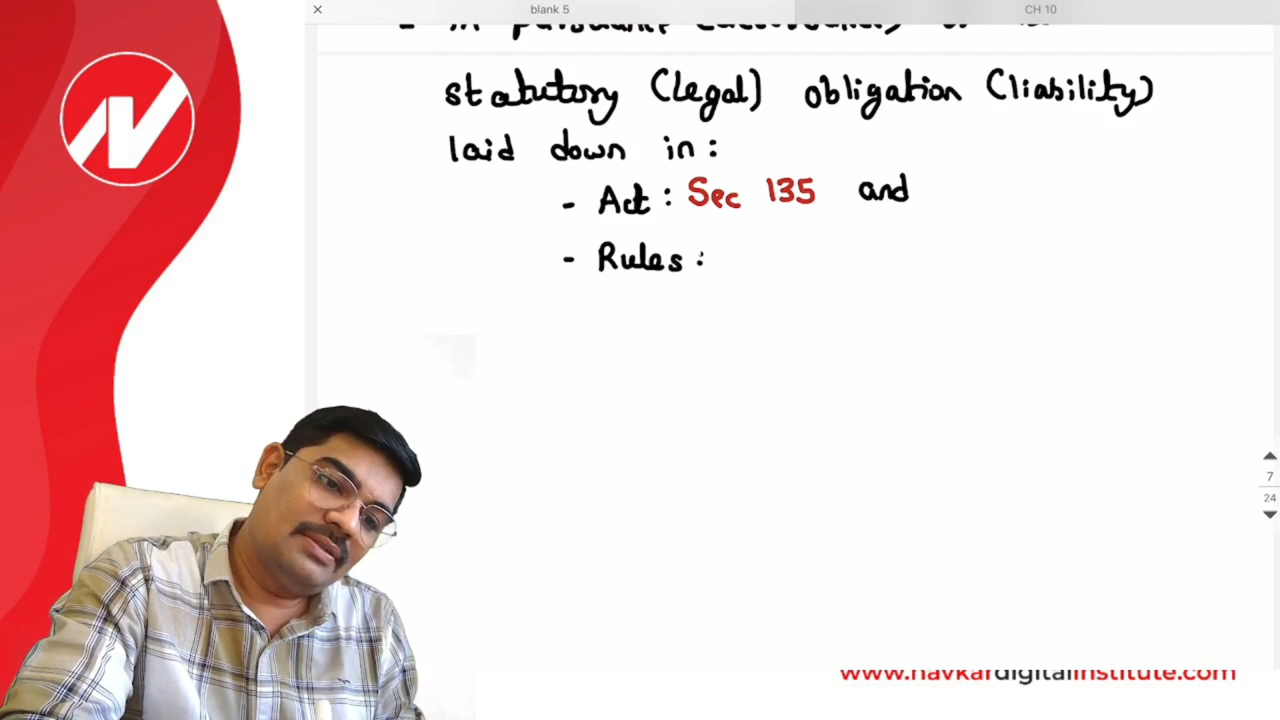 blank 5
CH 10
- in
statutory (legal) obligation (liability)
laid down in:
- Act: Sec 135 and
- Rules:
7
24
www.navkardigitalinstitute.com